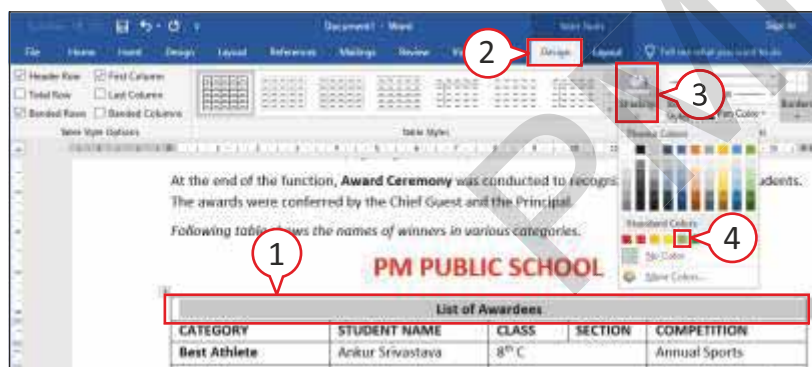 Document1 - Word
Sign in
File Home Insert Design Layout References Mailings Review Design Layout Tell me what you want to do
2
Header Row First Column
Total Row Last Column
Banded Rows Banded Columns
Shading
3
Pen Color
Table Style Options
Table Styles
Theme Colors
At the end of the function, Award Ceremony was conducted to
The awards were conferred by the Chief Guest and the Principal.
Standard Colors
Following table shows the names of winners in various categories.
4
1
No Color
PM PUBLIC SCHOOL
More Colors...
List of Awardees
CATEGORY STUDENT NAME CLASS SECTION COMPETITION
Best Athlete Ankur Srivastava 8th C Annual Sports